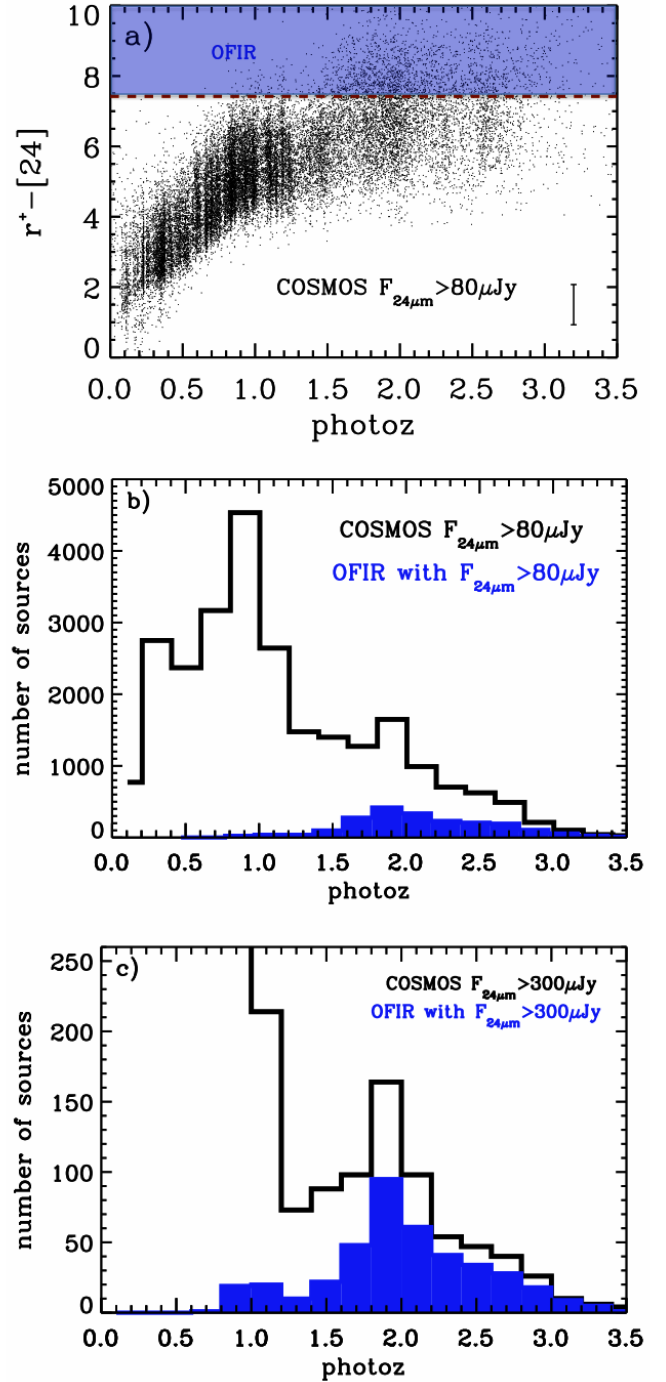 a)
OFIR
10
8
6
4
2
0
r⁺−[24]
COSMOS F24μm>80μJy
0.0 0.5 1.0 1.5 2.0 2.5 3.0 3.5
photoz
b)
COSMOS F24μm>80μJy
OFIR with F24μm>80μJy
5000
4000
3000
2000
1000
0
number of sources
0.0 0.5 1.0 1.5 2.0 2.5 3.0 3.5
photoz
c)
COSMOS F24μm>300μJy
OFIR with F24μm>300μJy
250
200
150
100
50
0
number of sources
0.0 0.5 1.0 1.5 2.0 2.5 3.0 3.5
photoz